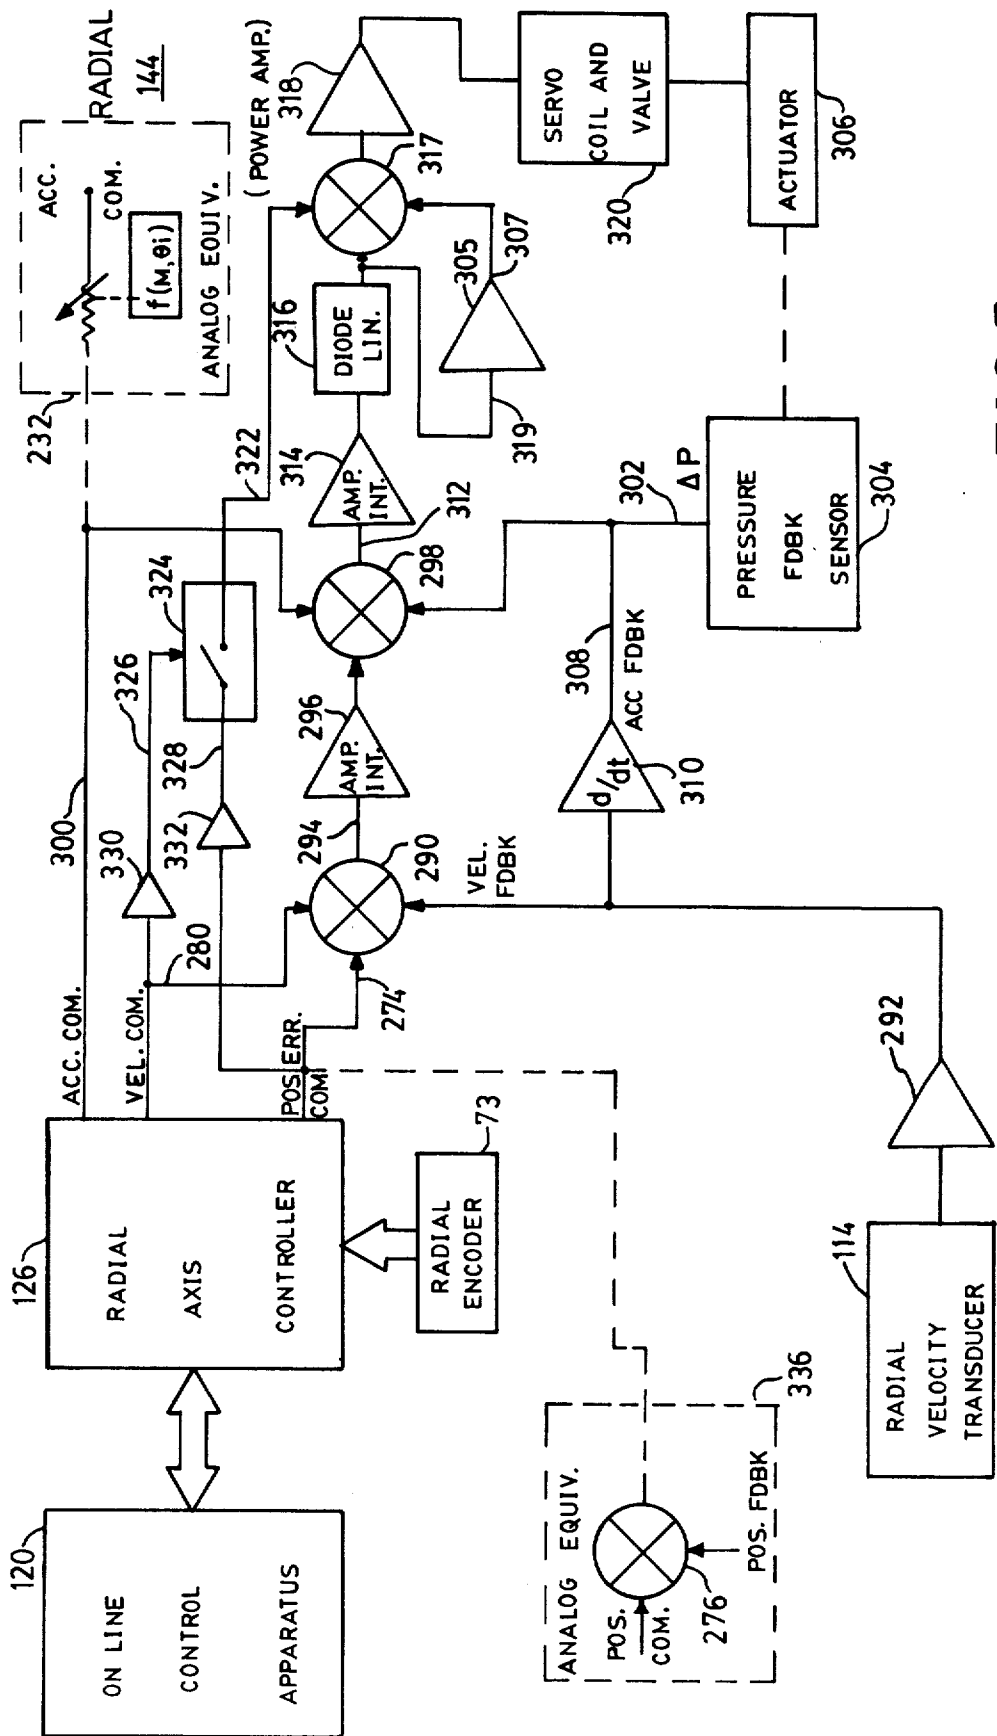 RADIAL
144
232
ACC.
COM.
f(M,θi)
ANALOG EQUIV.
(POWER AMP.)
318
317
SERVO
COIL AND
VALVE
320
ACTUATOR
306
322
316
DIODE
LIN.
305
307
319
314
AMP.
INT.
312
298
302
ΔP
PRESSURE
FDBK
SENSOR
304
324
326
328
300
330
332
296
AMP.
INT.
294
290
VEL.
FDBK
308
ACC FDBK
d/dt
310
280
274
ACC. COM.
VEL. COM.
POS. ERR.
COM.
292
126
RADIAL
AXIS
CONTROLLER
73
RADIAL
ENCODER
114
RADIAL
VELOCITY
TRANSDUCER
120
ON LINE
CONTROL
APPARATUS
336
ANALOG EQUIV.
POS.
COM.
276
POS. FDBK